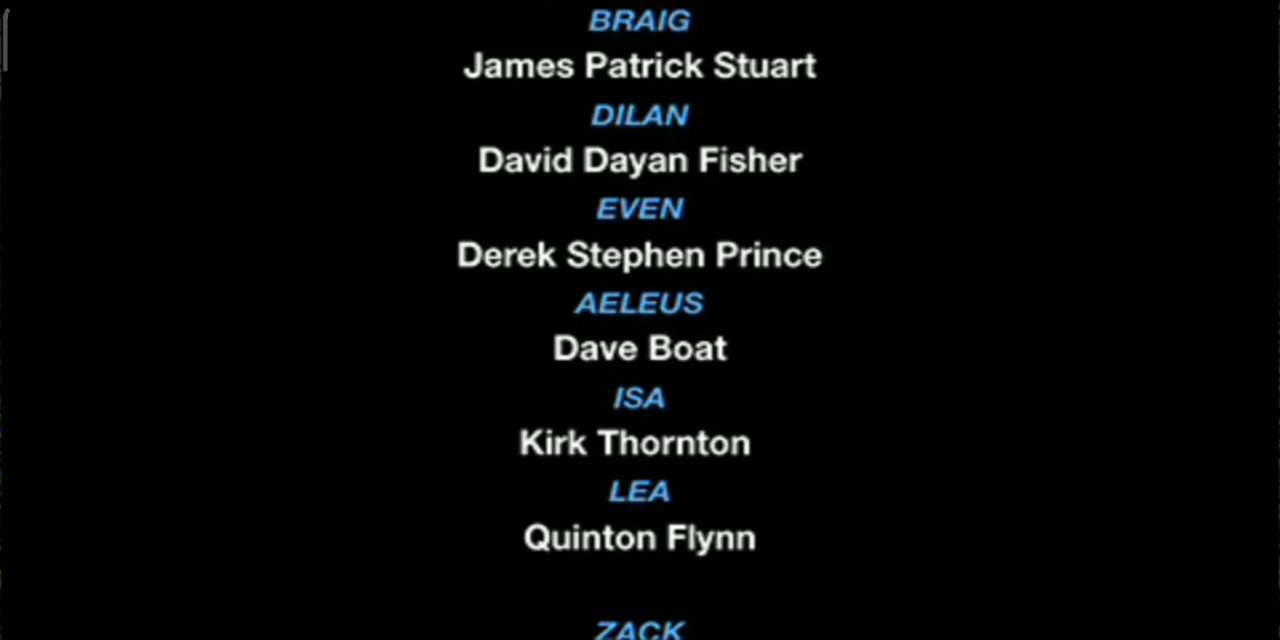 BRAIG
James Patrick Stuart
DILAN
David Dayan Fisher
EVEN
Derek Stephen Prince
AELEUS
Dave Boat
ISA
Kirk Thornton
LEA
Quinton Flynn
ZACK